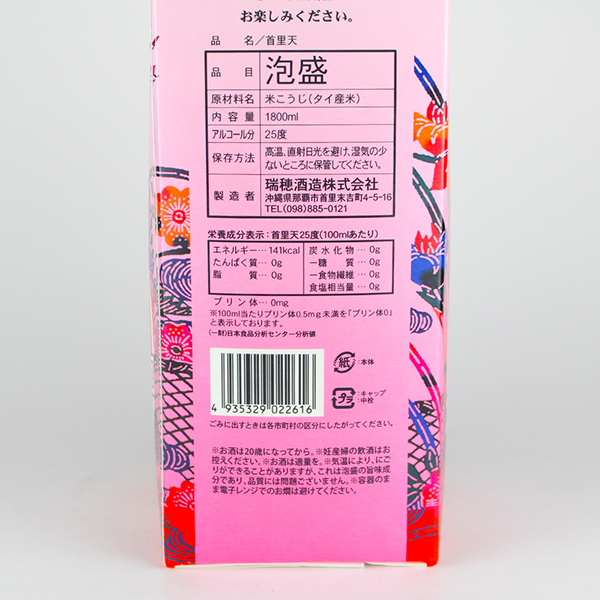 お楽しみください。
品　名／首里天
品目 泡盛
原材料名 米こうじ(タイ産米)
内容量 1800ml
アルコール分 25度
保存方法 高温、直射日光を避け、湿気の少
ないところに保管してください。
製造者 瑞穂酒造株式会社
沖縄県那覇市首里末吉町4-5-16
TEL(098)885-0121
栄養成分表示：首里天25度(100mlあたり)
エネルギー…141kcal 炭水化物…0g
たんぱく質…0g ー糖質…0g
脂質…0g ー食物繊維…0g
食塩相当量…0g
プリン体…0mg
※100ml当たりプリン体0.5mg未満を「プリン体0」
と表示しております。
(一財)日本食品分析センター分析値
紙：本体
プラ：キャップ
中栓
4 935329 022616
ごみに出すときは各市町村の区分にしたがってください。
※お酒は20歳になってから。※妊産婦の飲酒はお
控えください。※お酒は適量を。※気温により、にご
りができることがありますが、これは泡盛の旨味成
分であり、品質には問題ございません。※容器のま
ま電子レンジでのお燗は避けてください。